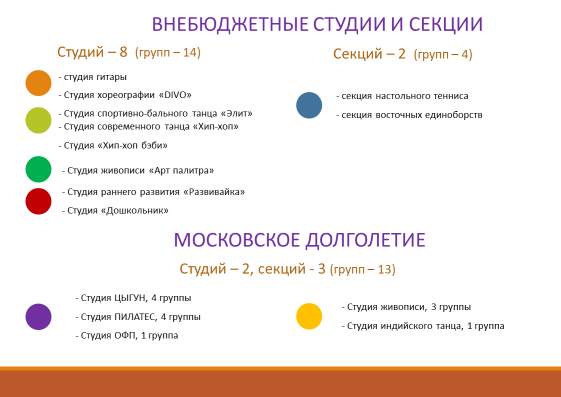 ВНЕБЮДЖЕТНЫЕ СТУДИИ И СЕКЦИИ
Студий – 8 (групп – 14)
- студия гитары
- Студия хореографии «DIVO»
- Студия спортивно-бального танца «Элит»
- Студия современного танца «Хип-хоп»
- Студия «Хип-хоп бэби»
- Студия живописи «Арт палитра»
- Студия раннего развития «Развивайка»
- Студия «Дошкольник»
Секций – 2 (групп – 4)
- секция настольного тенниса
- секция восточных единоборств
МОСКОВСКОЕ ДОЛГОЛЕТИЕ
Студий – 2, секций - 3 (групп – 13)
- Студия ЦЫГУН, 4 группы
- Студия ПИЛАТЕС, 4 группы
- Студия ОФП, 1 группа
- Студия живописи, 3 группы
- Студия индийского танца, 1 группа